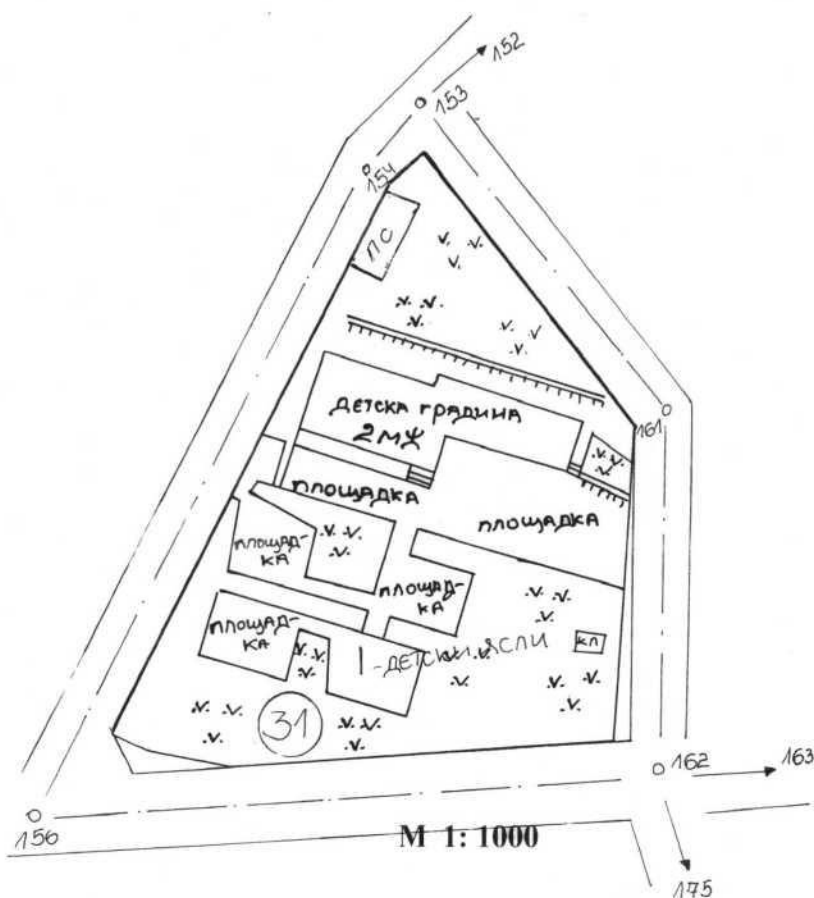 152
153
154
ПС
ДЕТСКА ГРАДИНА
2МЖ
161
ПЛОЩАДКА
ПЛОЩАДКА
ПЛОЩАД-
КА
ПЛОЩАД-
КА
ПЛОЩАД-
КА
КП
I - ДЕТСКИ ЯСЛИ
31
162
163
156
М 1: 1000
175